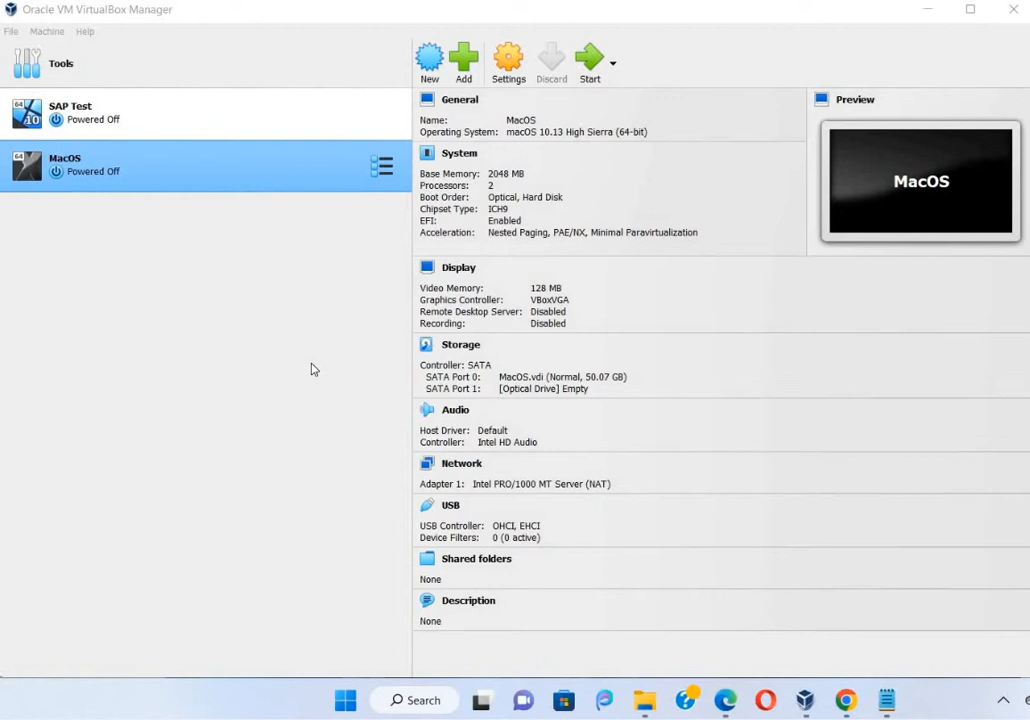 Oracle VM VirtualBox Manager
File Machine Help
Tools
New Add Settings Discard Start
64 10 SAP Test
Powered Off
64 MacOS
Powered Off
General
Name: MacOS
Operating System: macOS 10.13 High Sierra (64-bit)
Preview
MacOS
System
Base Memory: 2048 MB
Processors: 2
Boot Order: Optical, Hard Disk
Chipset Type: ICH9
EFI: Enabled
Acceleration: Nested Paging, PAE/NX, Minimal Paravirtualization
Display
Video Memory: 128 MB
Graphics Controller: VBoxVGA
Remote Desktop Server: Disabled
Recording: Disabled
Storage
Controller: SATA
SATA Port 0: MacOS.vdi (Normal, 50.07 GB)
SATA Port 1: [Optical Drive] Empty
Audio
Host Driver: Default
Controller: Intel HD Audio
Network
Adapter 1: Intel PRO/1000 MT Server (NAT)
USB
USB Controller: OHCI, EHCI
Device Filters: 0 (0 active)
Shared folders
None
Description
None
Search